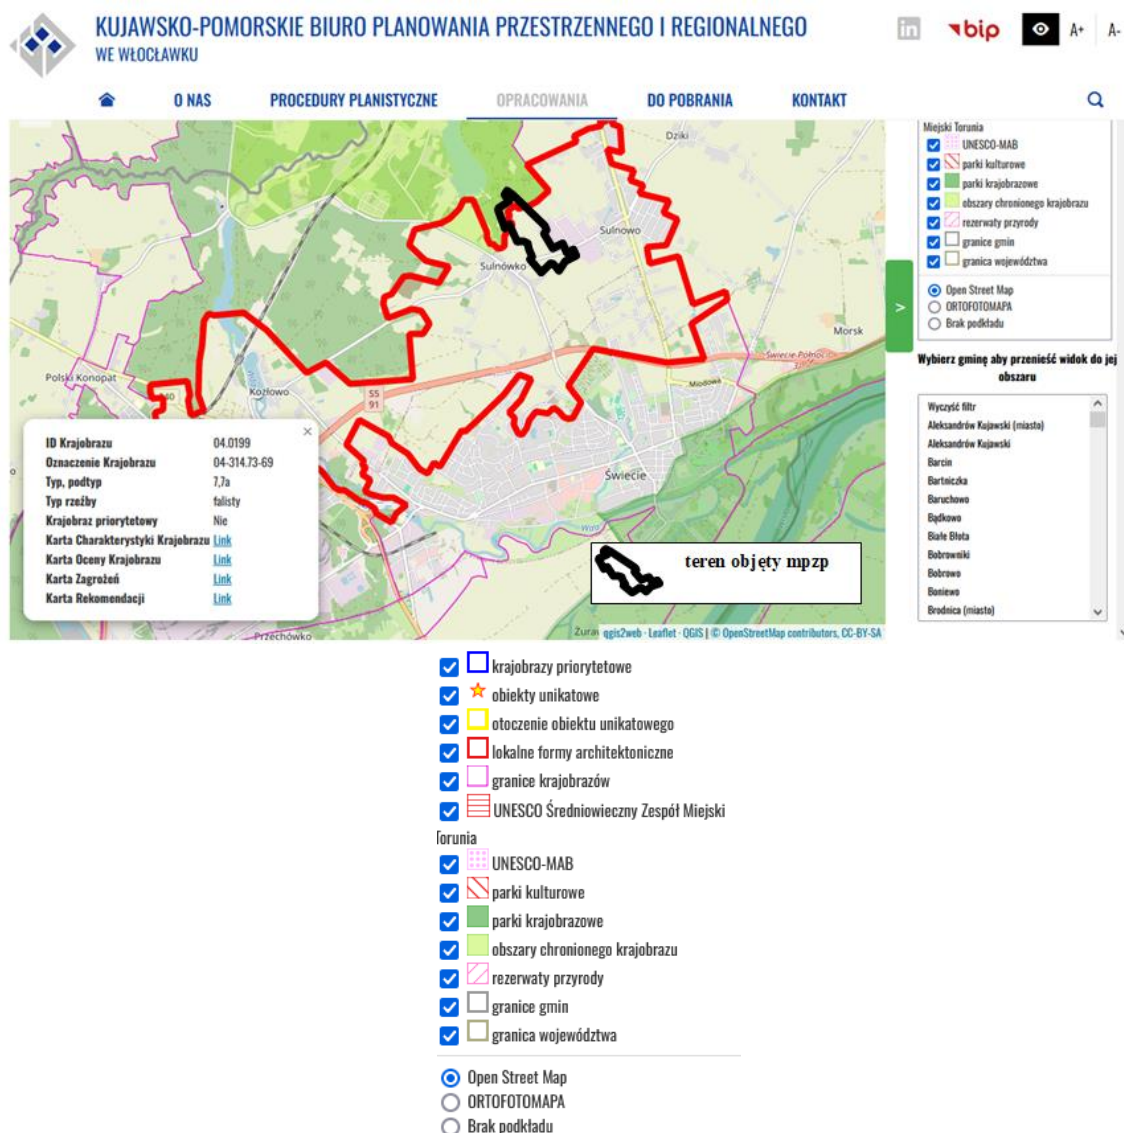 KUJAWSKO-POMORSKIE BIURO PLANOWANIA PRZESTRZENNEGO I REGIONALNEGO
WE WŁOCŁAWKU
in
bip
A+
A-
O NAS
PROCEDURY PLANISTYCZNE
OPRACOWANIA
DO POBRANIA
KONTAKT
Dziki
Sulnowo
Sulnówko
Morsk
Świecie Północ
Polski Konopat
Kozłowo
S5
91
Miodowa
Świecie
Wda
Przechówko
Żuraw
ID Krajobrazu 04.0199
Oznaczenie Krajobrazu 04-314.73-69
Typ, podtyp 7,7a
Typ rzeźby falisty
Krajobraz priorytetowy Nie
Karta Charakterystyki Krajobrazu Link
Karta Oceny Krajobrazu Link
Karta Zagrożeń Link
Karta Rekomendacji Link
teren objęty mpzp
qgis2web · Leaflet · QGIS | © OpenStreetMap contributors, CC-BY-SA
Miejski Torunia
UNESCO-MAB
parki kulturowe
parki krajobrazowe
obszary chronionego krajobrazu
rezerwaty przyrody
granice gmin
granica województwa
Open Street Map
ORTOFOTOMAPA
Brak podkładu
>
Wybierz gminę aby przenieść widok do jej
obszaru
Wyczyść filtr
Aleksandrów Kujawski (miasto)
Aleksandrów Kujawski
Barcin
Bartniczka
Baruchowo
Bądkowo
Białe Błota
Bobrowniki
Bobrowo
Boniewo
Brodnica (miasto)
krajobrazy priorytetowe
obiekty unikatowe
otoczenie obiektu unikatowego
lokalne formy architektoniczne
granice krajobrazów
UNESCO Średniowieczny Zespół Miejski
Torunia
UNESCO-MAB
parki kulturowe
parki krajobrazowe
obszary chronionego krajobrazu
rezerwaty przyrody
granice gmin
granica województwa
Open Street Map
ORTOFOTOMAPA
Brak podkładu